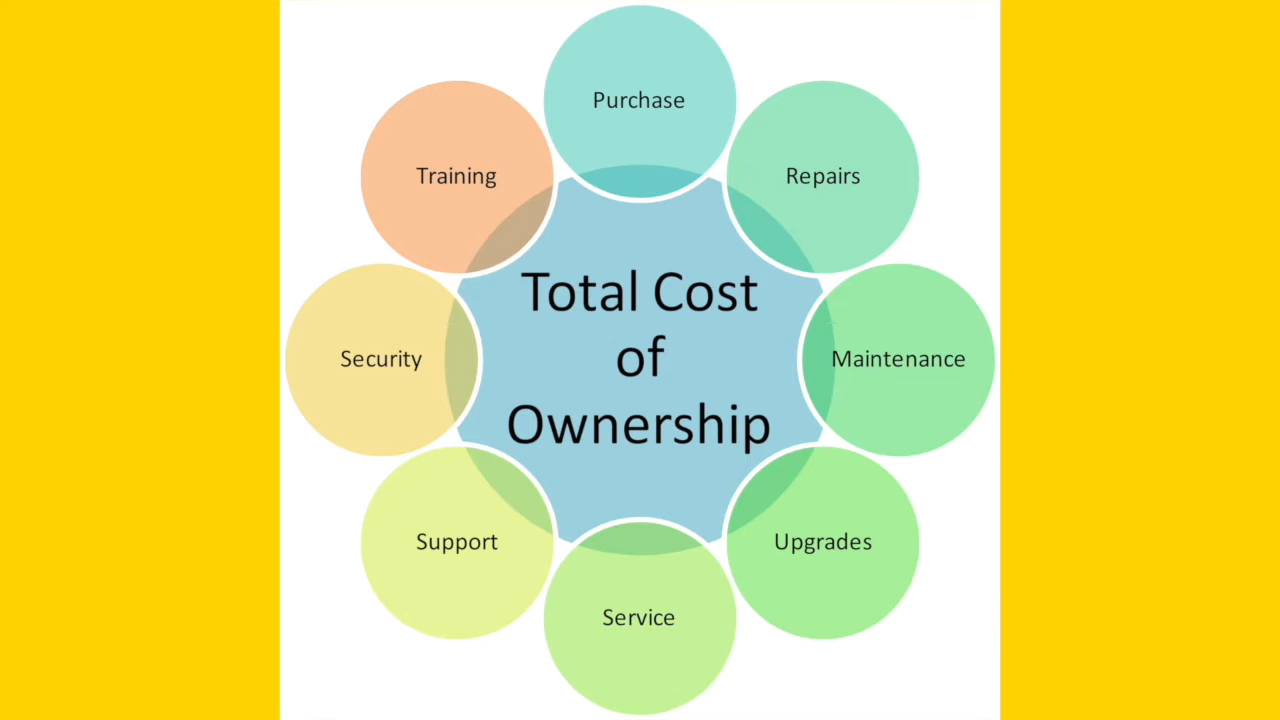 Purchase
Training
Repairs
Total Cost
of
Ownership
Security
Maintenance
Support
Upgrades
Service